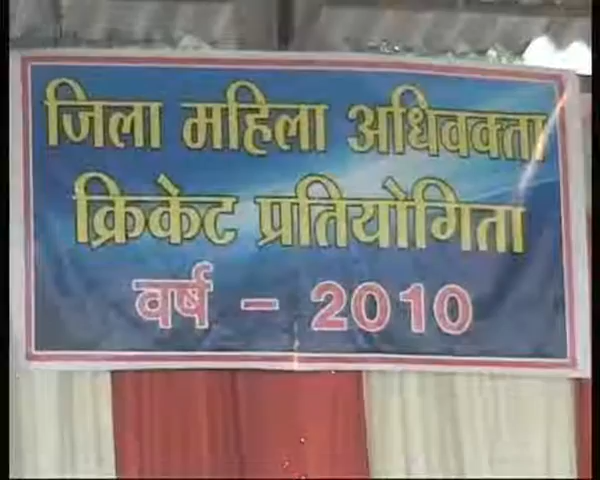 जिला महिला अधिवक्ता
क्रिकेट प्रतियोगिता
वर्ष - 2010